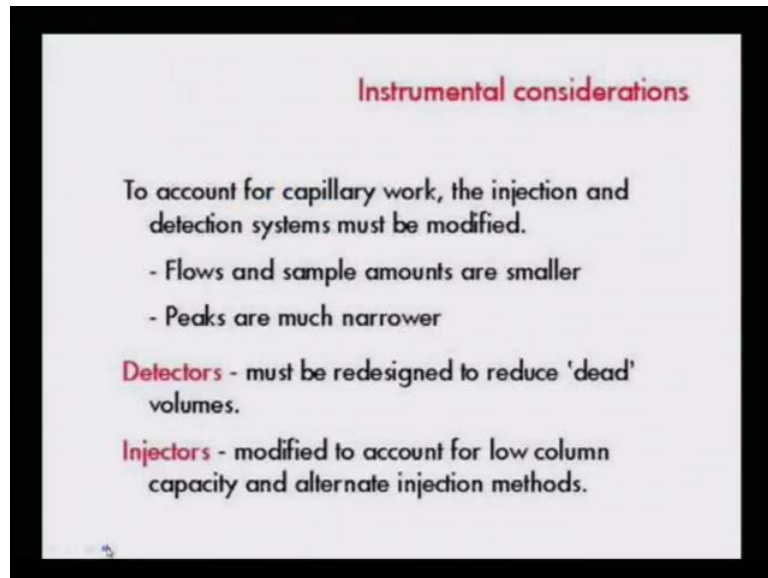 Instrumental considerations
To account for capillary work, the injection and
detection systems must be modified.
- Flows and sample amounts are smaller
- Peaks are much narrower
Detectors - must be redesigned to reduce 'dead'
volumes.
Injectors - modified to account for low column
capacity and alternate injection methods.